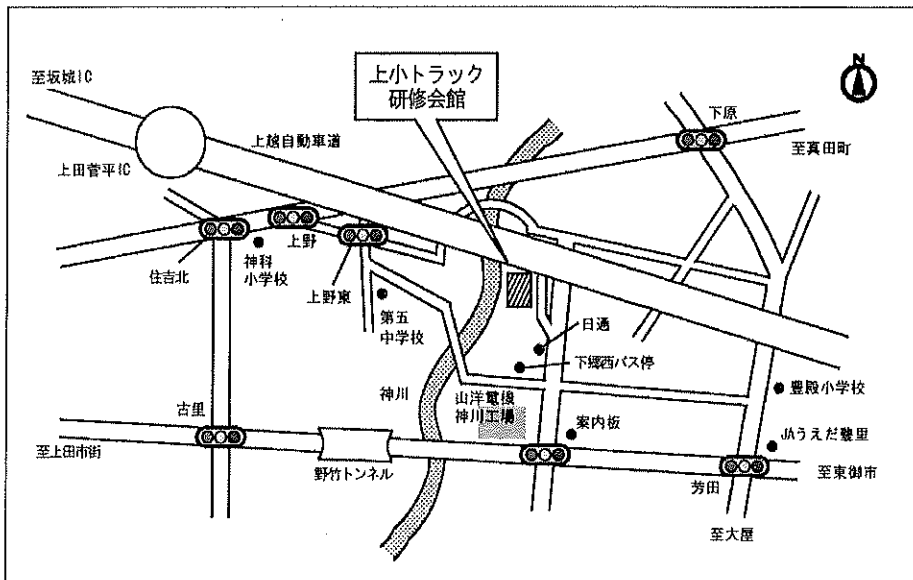 上小トラック
研修会館
N
至坂城IC
上越自動車道
下原
至真田町
上田菅平IC
上野
住吉北
神科
小学校
上野東
第五
中学校
日通
下郷西バス停
神川
山洋電機
神川工場
豊殿小学校
古里
案内板
JAうえだ豊里
至上田市街
野竹トンネル
芳田
至東御市
至大屋